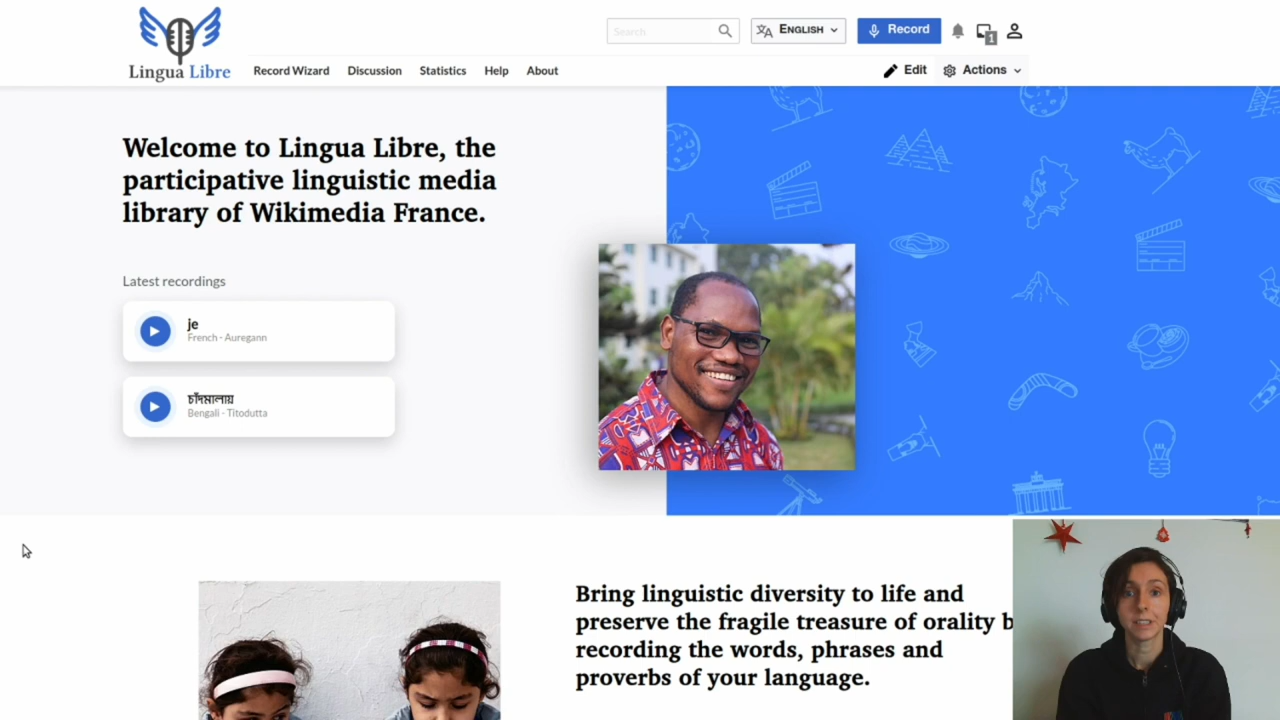 Lingua Libre
Search
ENGLISH
Record
1
Record Wizard
Discussion
Statistics
Help
About
Edit
Actions
Welcome to Lingua Libre, the
participative linguistic media
library of Wikimedia France.
Latest recordings
je
French - Auregann
চাঁদমালায়
Bengali - Titodutta
Bring linguistic diversity to life and
preserve the fragile treasure of orality b
recording the words, phrases and
proverbs of your language.